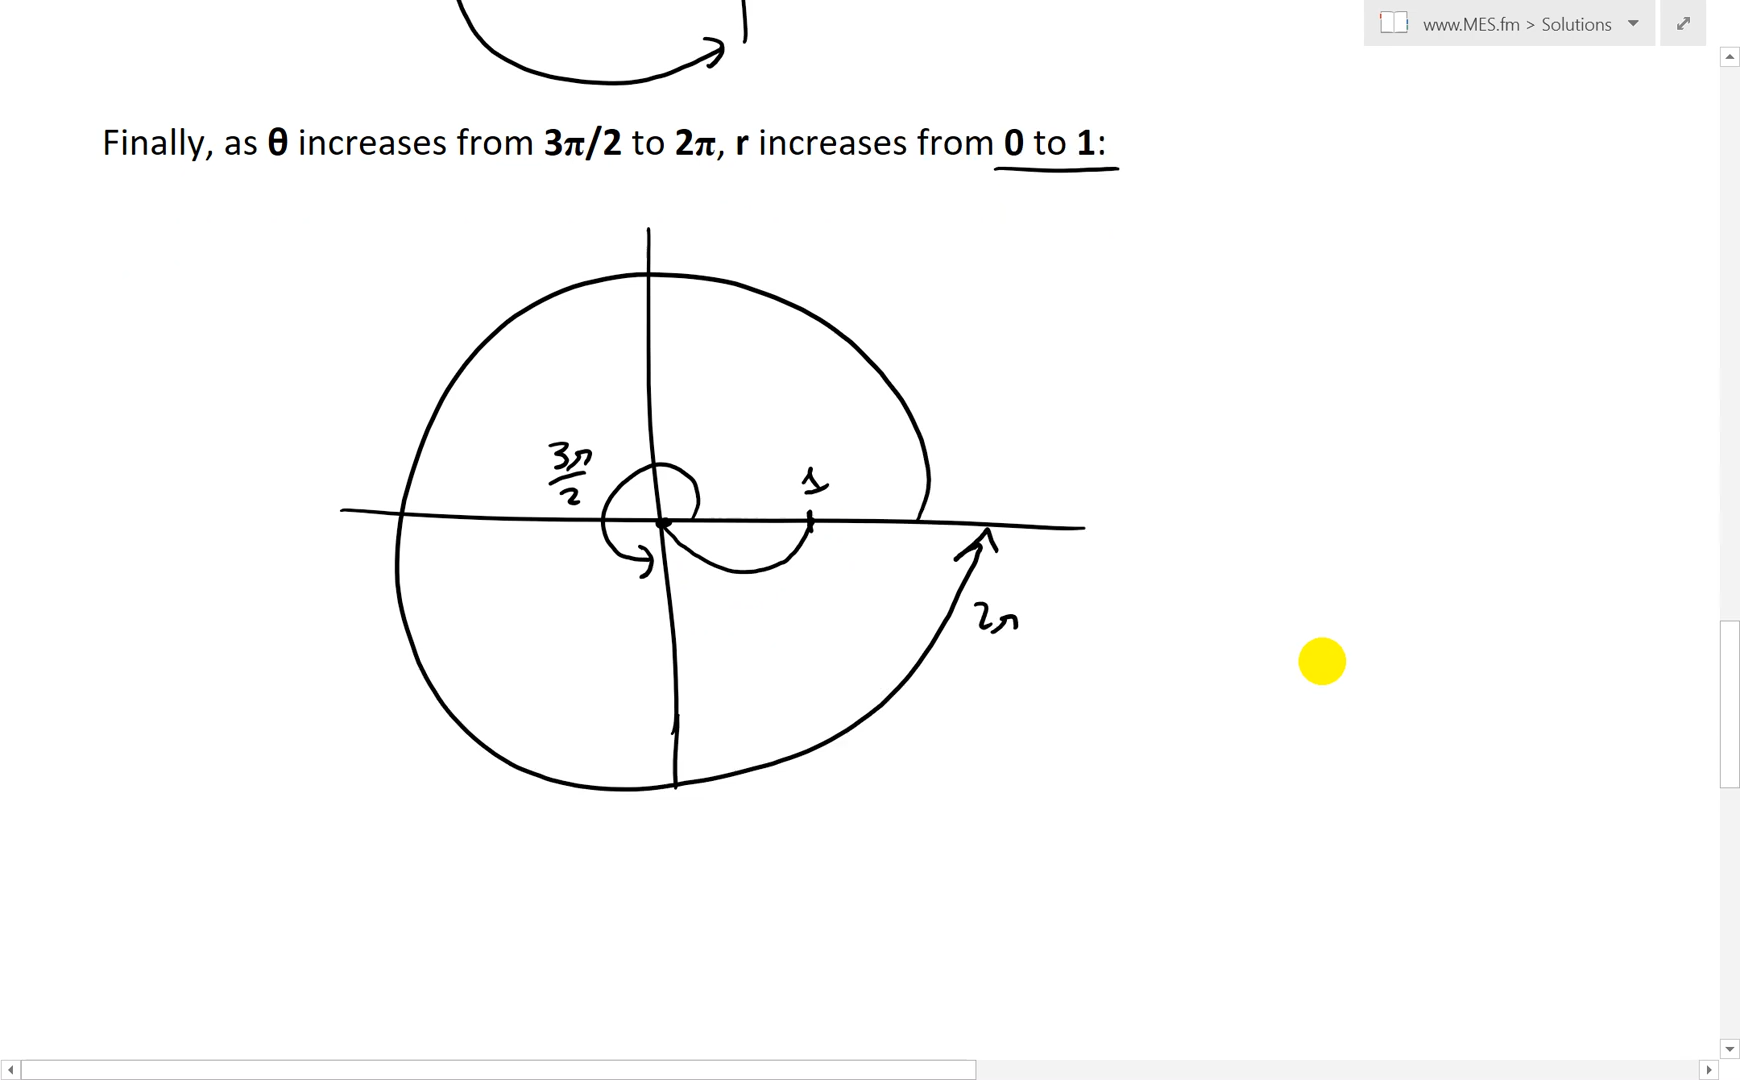 www.MES.fm > Solutions
Finally, as θ increases from 3π/2 to 2π, r increases from 0 to 1:
3π
2
1
2π